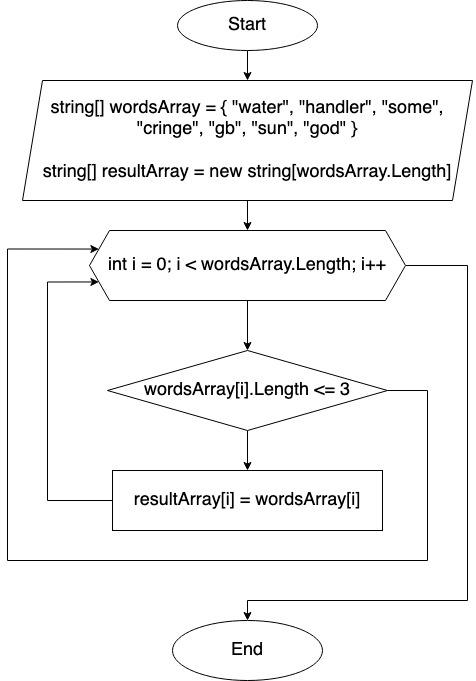 Start
string[] wordsArray = { "water", "handler", "some",
"cringe", "gb", "sun", "god" }
string[] resultArray = new string[wordsArray.Length]
int i = 0; i < wordsArray.Length; i++
wordsArray[i].Length <= 3
resultArray[i] = wordsArray[i]
End